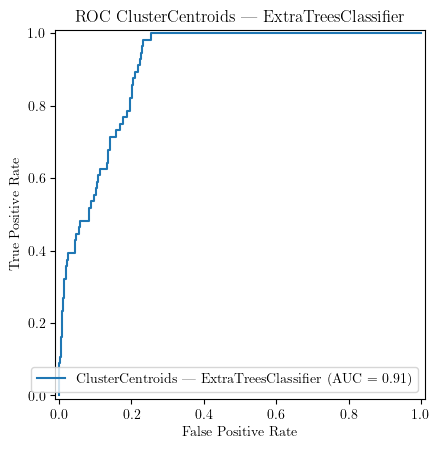 ROC ClusterCentroids — ExtraTreesClassifier
1.0
0.8
0.6
0.4
0.2
0.0
True Positive Rate
ClusterCentroids — ExtraTreesClassifier (AUC = 0.91)
0.0 0.2 0.4 0.6 0.8 1.0
False Positive Rate